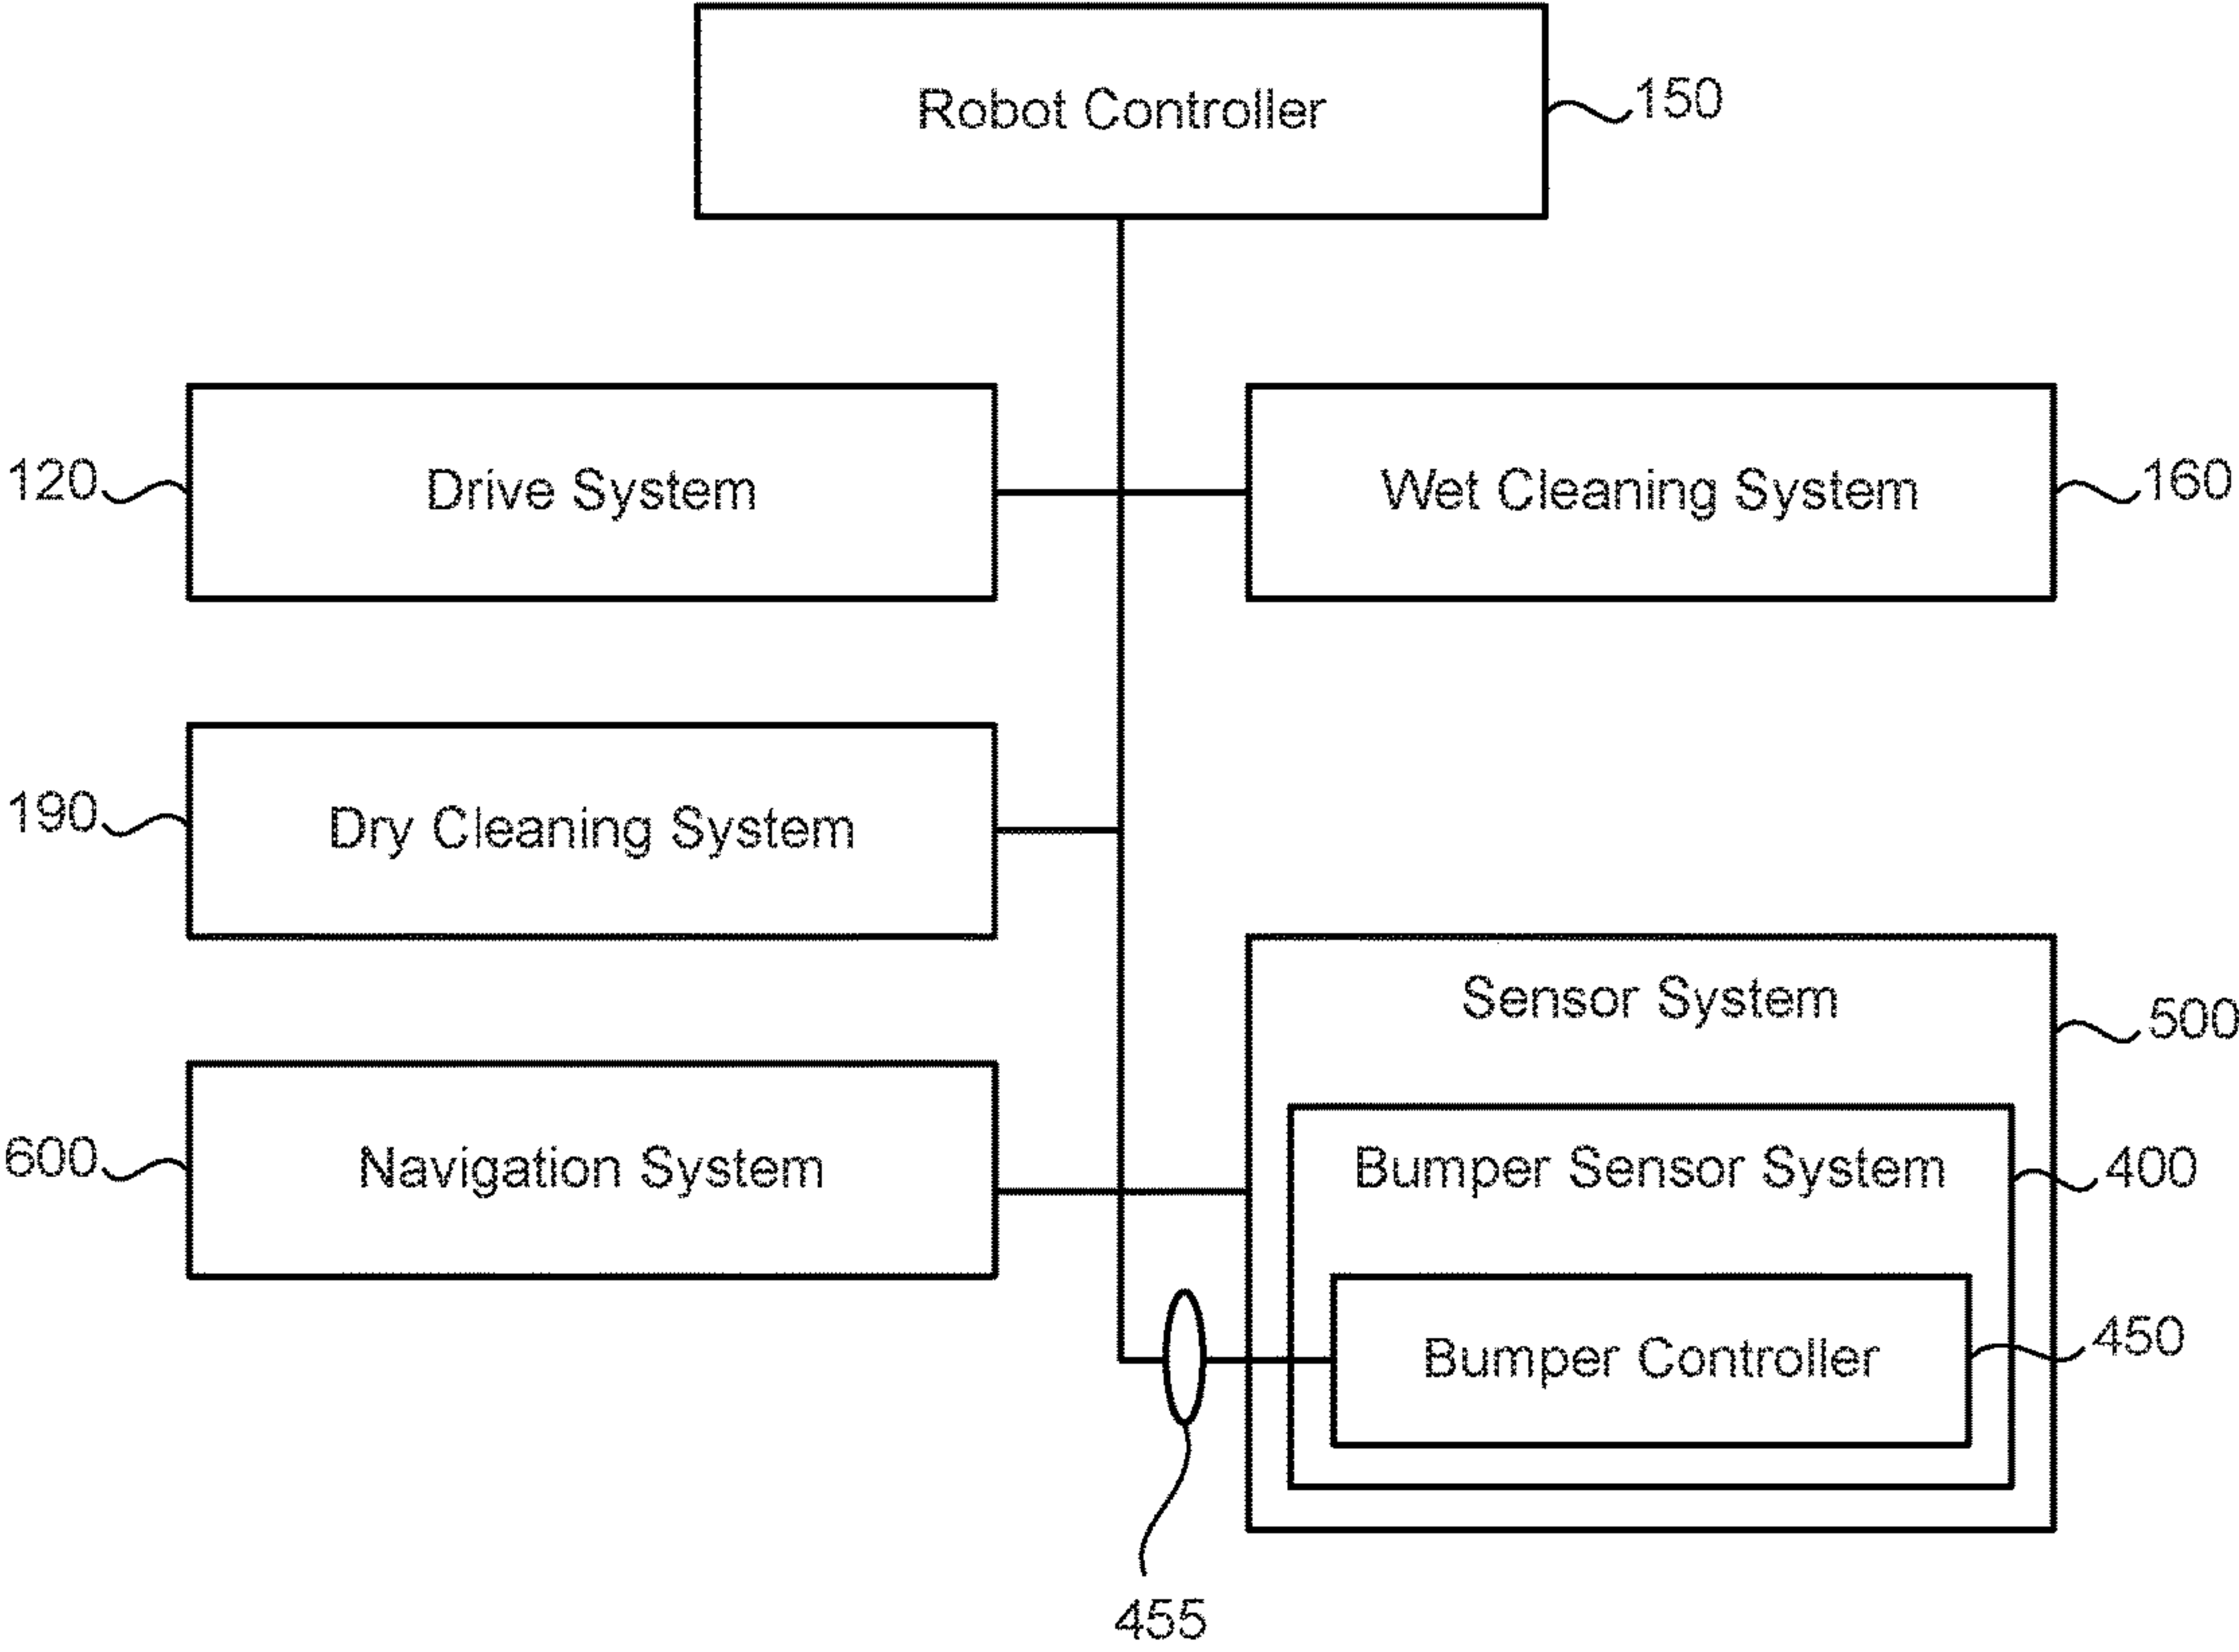 Robot Controller
150
120
Drive System
Wet Cleaning System
160
190
Dry Cleaning System
Sensor System
500
600
Navigation System
Bumper Sensor System
400
Bumper Controller
450
455